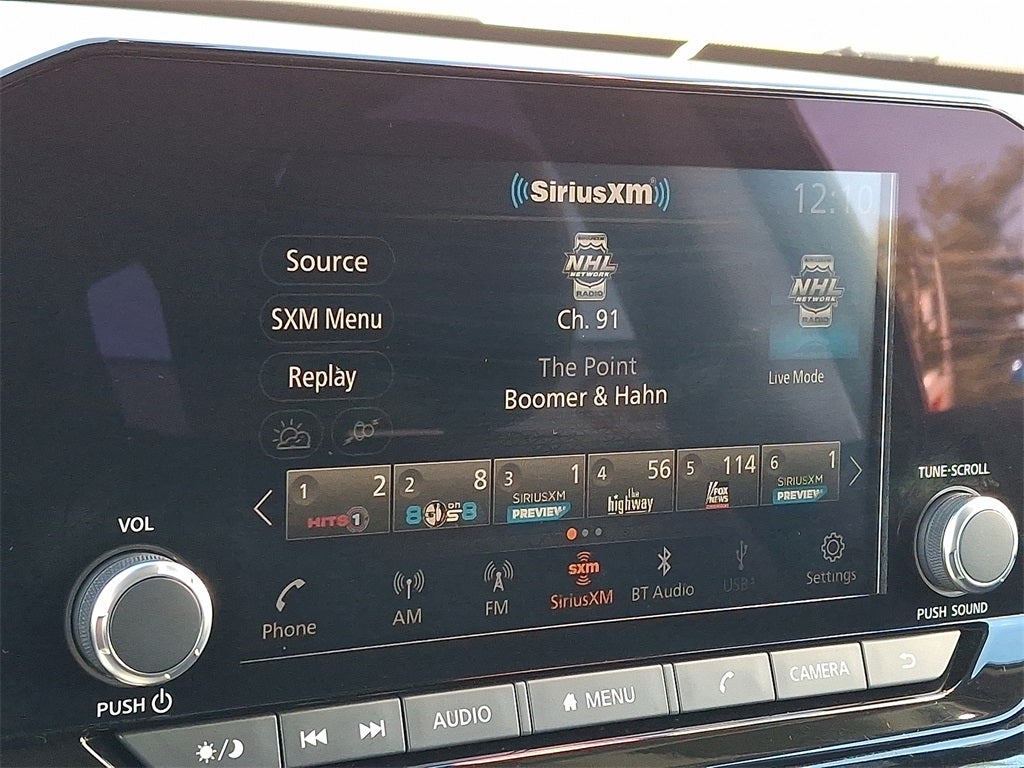 SiriusXM
12:10
Source
SXM Menu
Replay
NHL
NETWORK
RADIO
Ch. 91
The Point
Boomer & Hahn
NHL
NETWORK
RADIO
Live Mode
1 2
HITS 1
2 8
80s on 8
3 1
SIRIUSXM
PREVIEW
4 56
the highway
5 114
FOX NEWS
6 1
SIRIUSXM
PREVIEW
Phone
AM
FM
sxm
SiriusXM
BT Audio
USB
Settings
VOL
PUSH
TUNE·SCROLL
PUSH SOUND
AUDIO
MENU
CAMERA